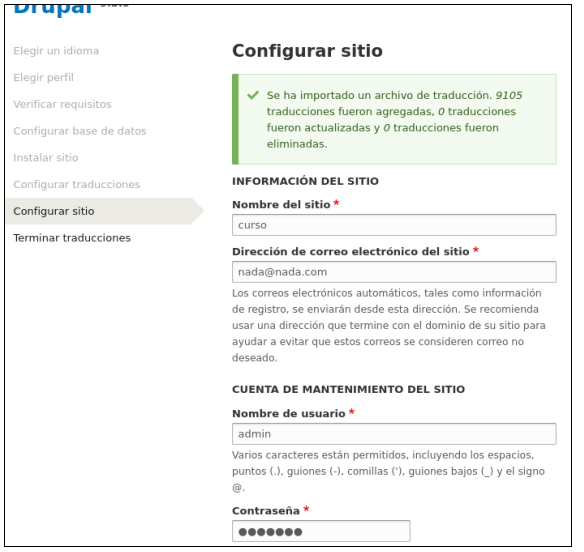 Drupal
Elegir un idioma
Elegir perfil
Verificar requisitos
Configurar base de datos
Instalar sitio
Configurar traducciones
Configurar sitio
Terminar traducciones
Configurar sitio
Se ha importado un archivo de traducción. 9105
traducciones fueron agregadas, 0 traducciones
fueron actualizadas y 0 traducciones fueron
eliminadas.
INFORMACIÓN DEL SITIO
Nombre del sitio *
curso
Dirección de correo electrónico del sitio *
nada@nada.com
Los correos electrónicos automáticos, tales como información
de registro, se enviarán desde esta dirección. Se recomienda
usar una dirección que termine con el dominio de su sitio para
ayudar a evitar que estos correos se consideren correo no
deseado.
CUENTA DE MANTENIMIENTO DEL SITIO
Nombre de usuario *
admin
Varios caracteres están permitidos, incluyendo los espacios,
puntos (.), guiones (-), comillas ('), guiones bajos (_) y el signo
@.
Contraseña *
●●●●●●●